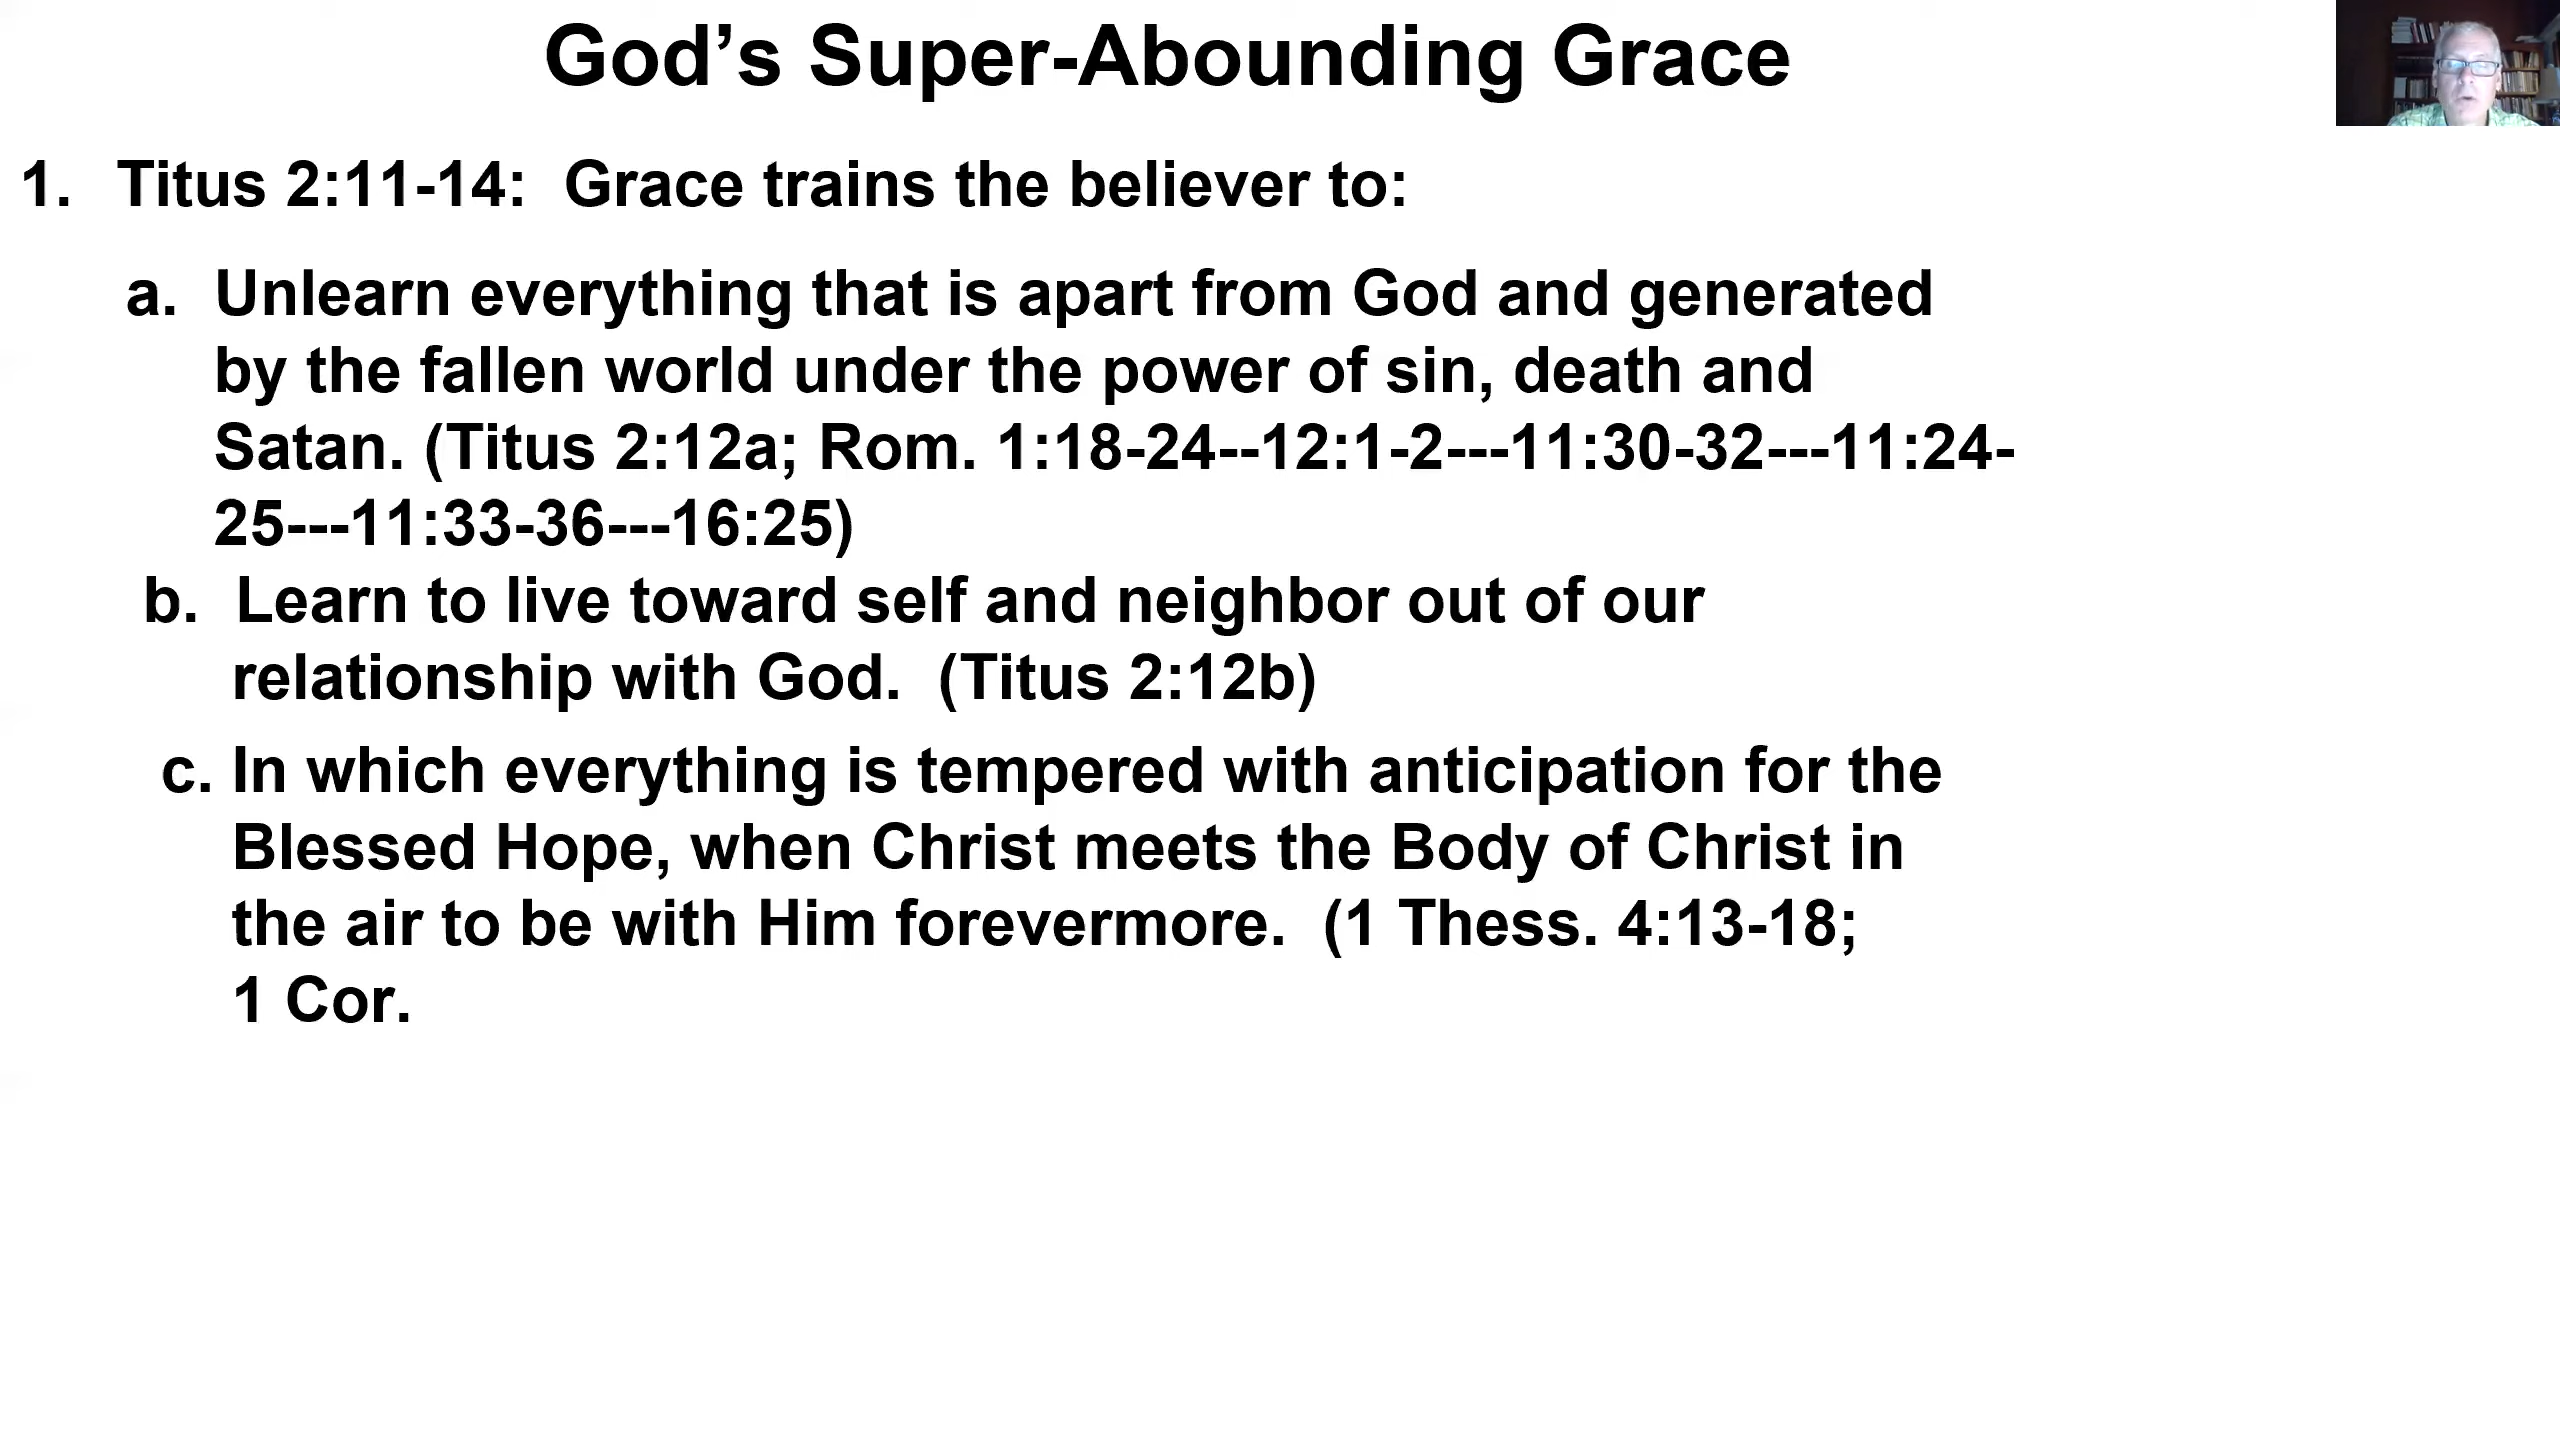 God’s Super-Abounding Grace
1. Titus 2:11-14: Grace trains the believer to:
a. Unlearn everything that is apart from God and generated
by the fallen world under the power of sin, death and
Satan. (Titus 2:12a; Rom. 1:18-24--12:1-2---11:30-32---11:24-
25---11:33-36---16:25)
b. Learn to live toward self and neighbor out of our
relationship with God. (Titus 2:12b)
c. In which everything is tempered with anticipation for the
Blessed Hope, when Christ meets the Body of Christ in
the air to be with Him forevermore. (1 Thess. 4:13-18;
1 Cor.